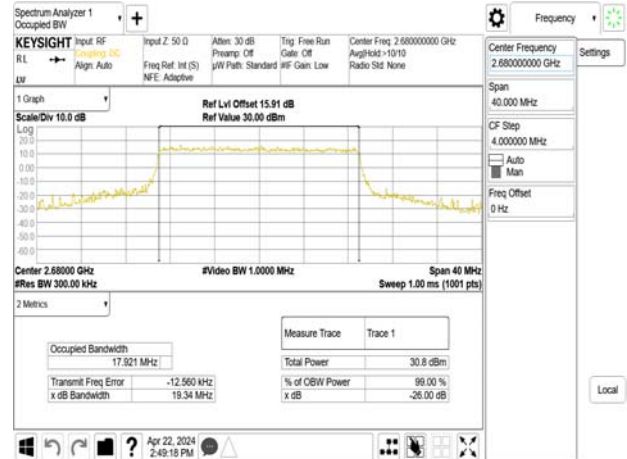 Spectrum Analyzer 1
Occupied BW
+
Frequency
KEYSIGHT
Input: RF
Input Z: 50 Ω
Atten: 30 dB
Trig: Free Run
Center Freq: 2.680000000 GHz
RL
Coupling: DC
Preamp: Off
Gate: Off
Avg|Hold:>10/10
Align: Auto
Freq Ref: Int (S)
µW Path: Standard
#IF Gain: Low
Radio Std: None
NFE: Adaptive
Center Frequency
2.680000000 GHz
Settings
Span
40.000 MHz
CF Step
4.000000 MHz
Auto
Man
Freq Offset
0 Hz
1 Graph
Ref Lvl Offset 15.91 dB
Scale/Div 10.0 dB
Ref Value 30.00 dBm
Log
20.0
10.0
0.00
-10.0
-20.0
-30.0
-40.0
-50.0
-60.0
Center 2.68000 GHz
#Video BW 1.0000 MHz
Span 40 MHz
#Res BW 300.00 kHz
Sweep 1.00 ms (1001 pts)
2 Metrics
Measure Trace
Trace 1
Occupied Bandwidth
17.921 MHz
Total Power
30.8 dBm
Transmit Freq Error
-12.560 kHz
% of OBW Power
99.00 %
x dB Bandwidth
19.34 MHz
x dB
-26.00 dB
Local
?
Apr 22, 2024
2:49:18 PM